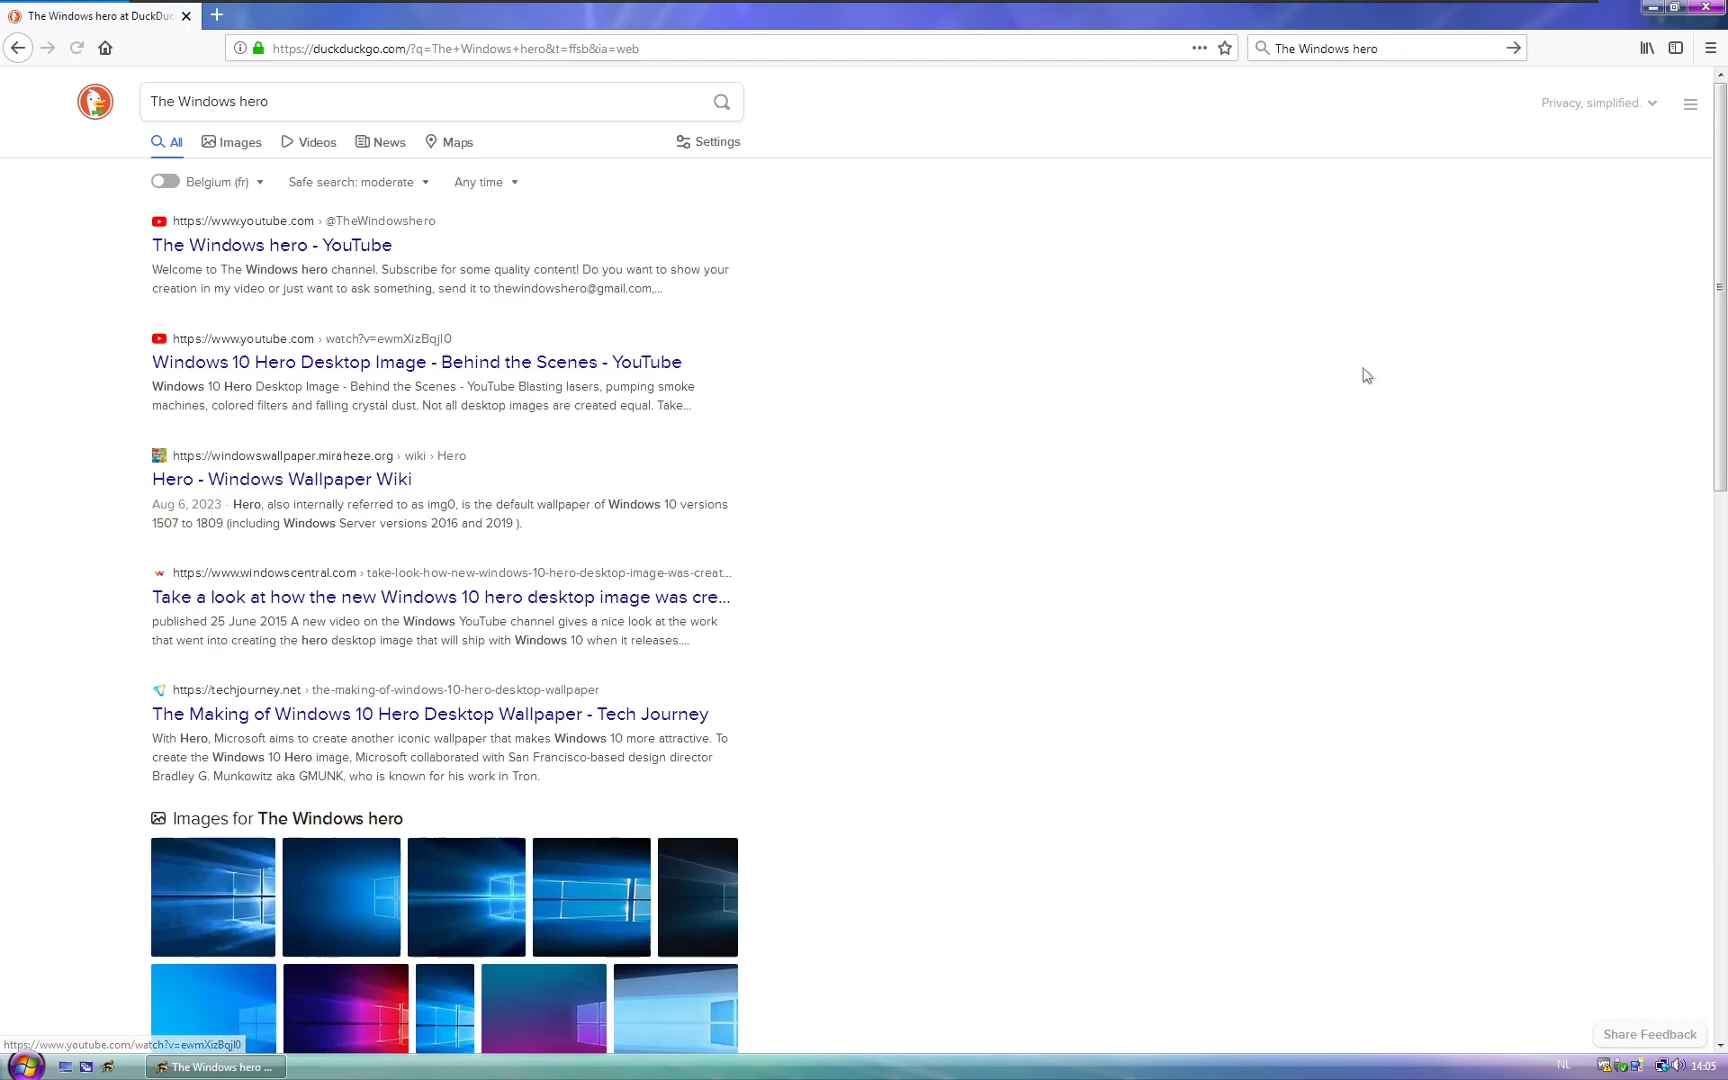 The Windows hero at DuckDuc
https://duckduckgo.com/?q=The+Windows+hero&t=ffsb&ia=web
The Windows hero
The Windows hero
Privacy, simplified.
All
Images
Videos
News
Maps
Settings
Belgium (fr)
Safe search: moderate
Any time
https://www.youtube.com › @TheWindowshero
The Windows hero - YouTube
Welcome to The Windows hero channel. Subscribe for some quality content! Do you want to show your
creation in my video or just want to ask something, send it to thewindowshero@gmail.com,...
https://www.youtube.com › watch?v=ewmXizBqjI0
Windows 10 Hero Desktop Image - Behind the Scenes - YouTube
Windows 10 Hero Desktop Image - Behind the Scenes - YouTube Blasting lasers, pumping smoke
machines, colored filters and falling crystal dust. Not all desktop images are created equal. Take...
https://windowswallpaper.miraheze.org › wiki › Hero
Hero - Windows Wallpaper Wiki
Aug 6, 2023 · Hero, also internally referred to as img0, is the default wallpaper of Windows 10 versions
1507 to 1809 (including Windows Server versions 2016 and 2019 ).
https://www.windowscentral.com › take-look-how-new-windows-10-hero-desktop-image-was-creat...
Take a look at how the new Windows 10 hero desktop image was cre...
published 25 June 2015 A new video on the Windows YouTube channel gives a nice look at the work
that went into creating the hero desktop image that will ship with Windows 10 when it releases....
https://techjourney.net › the-making-of-windows-10-hero-desktop-wallpaper
The Making of Windows 10 Hero Desktop Wallpaper - Tech Journey
With Hero, Microsoft aims to create another iconic wallpaper that makes Windows 10 more attractive. To
create the Windows 10 Hero image, Microsoft collaborated with San Francisco-based design director
Bradley G. Munkowitz aka GMUNK, who is known for his work in Tron.
Images for The Windows hero
Share Feedback
https://www.youtube.com/watch?v=ewmXizBqjI0
The Windows hero ...
NL
14:05